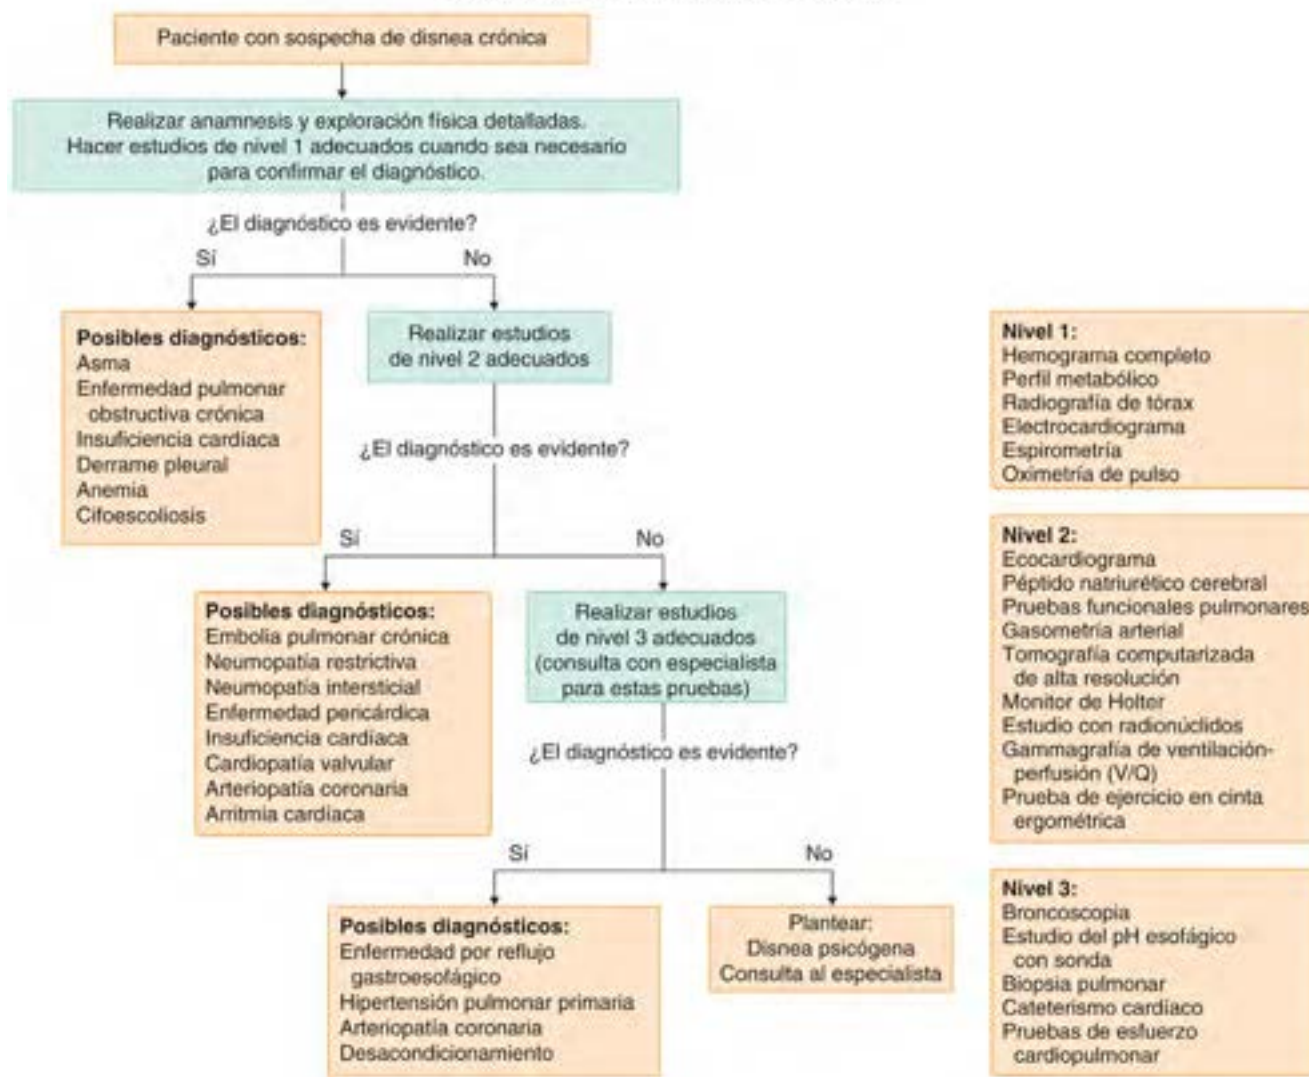 Paciente con sospecha de disnea crónica
Realizar anamnesis y exploración física detalladas.
Hacer estudios de nivel 1 adecuados cuando sea necesario
para confirmar el diagnóstico.
¿El diagnóstico es evidente?
Sí
No
Posibles diagnósticos:
Asma
Enfermedad pulmonar
obstructiva crónica
Insuficiencia cardíaca
Derrame pleural
Anemia
Cifoescoliosis
Realizar estudios
de nivel 2 adecuados
¿El diagnóstico es evidente?
Sí
No
Posibles diagnósticos:
Embolia pulmonar crónica
Neumopatía restrictiva
Neumopatía intersticial
Enfermedad pericárdica
Insuficiencia cardíaca
Cardiopatía valvular
Arteriopatía coronaria
Arritmia cardíaca
Realizar estudios
de nivel 3 adecuados
(consulta con especialista
para estas pruebas)
¿El diagnóstico es evidente?
Sí
No
Posibles diagnósticos:
Enfermedad por reflujo
gastroesofágico
Hipertensión pulmonar primaria
Arteriopatía coronaria
Desacondicionamiento
Plantear:
Disnea psicógena
Consulta al especialista
Nivel 1:
Hemograma completo
Perfil metabólico
Radiografía de tórax
Electrocardiograma
Espirometría
Oximetría de pulso
Nivel 2:
Ecocardiograma
Péptido natriurético cerebral
Pruebas funcionales pulmonares
Gasometría arterial
Tomografía computarizada
de alta resolución
Monitor de Holter
Estudio con radionúclidos
Gammagrafía de ventilación-
perfusión (V/Q)
Prueba de ejercicio en cinta
ergométrica
Nivel 3:
Broncoscopia
Estudio del pH esofágico
con sonda
Biopsia pulmonar
Cateterismo cardíaco
Pruebas de esfuerzo
cardiopulmonar